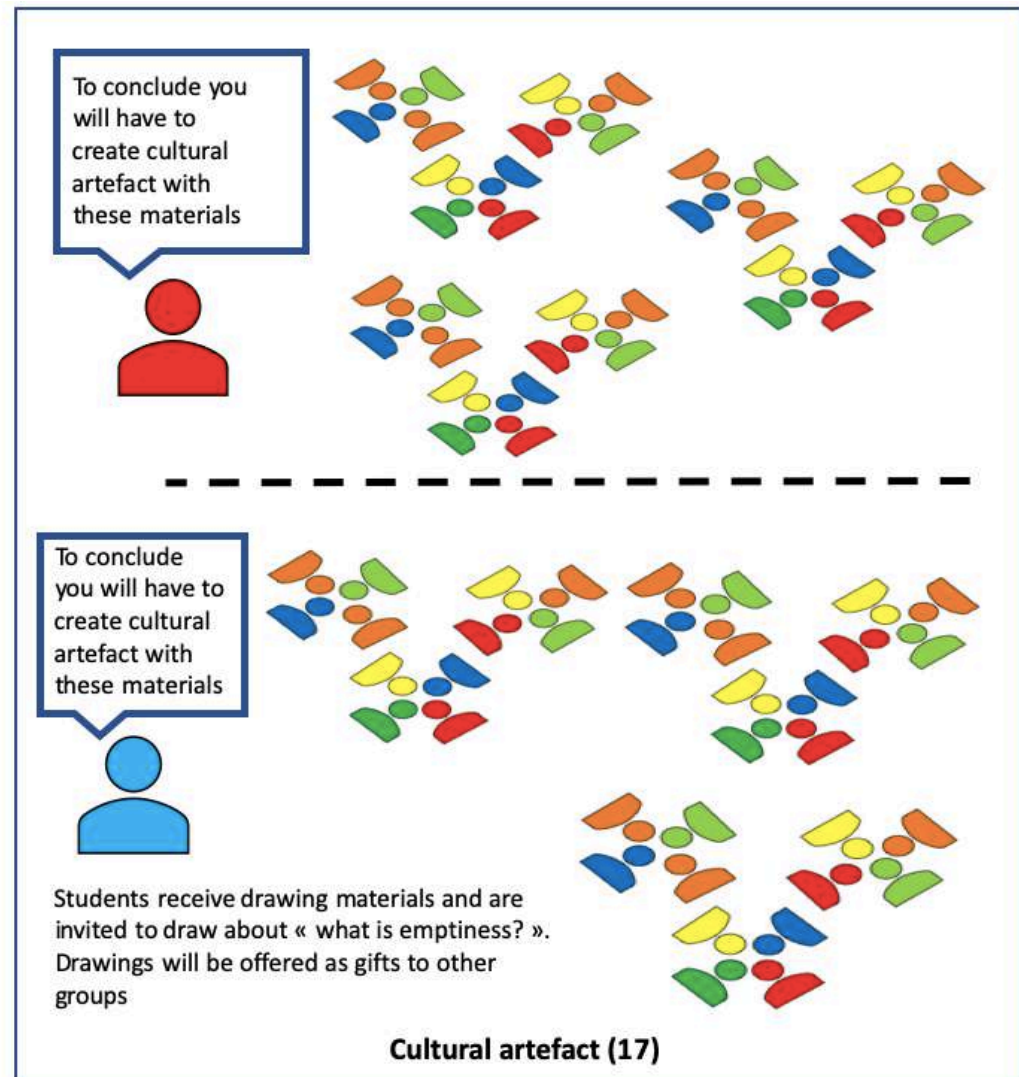 To conclude you
will have to
create cultural
artefact with
these materials
To conclude
you will have to
create cultural
artefact with
these materials
Students receive drawing materials and are
invited to draw about « what is emptiness? ».
Drawings will be offered as gifts to other
groups
Cultural artefact (17)